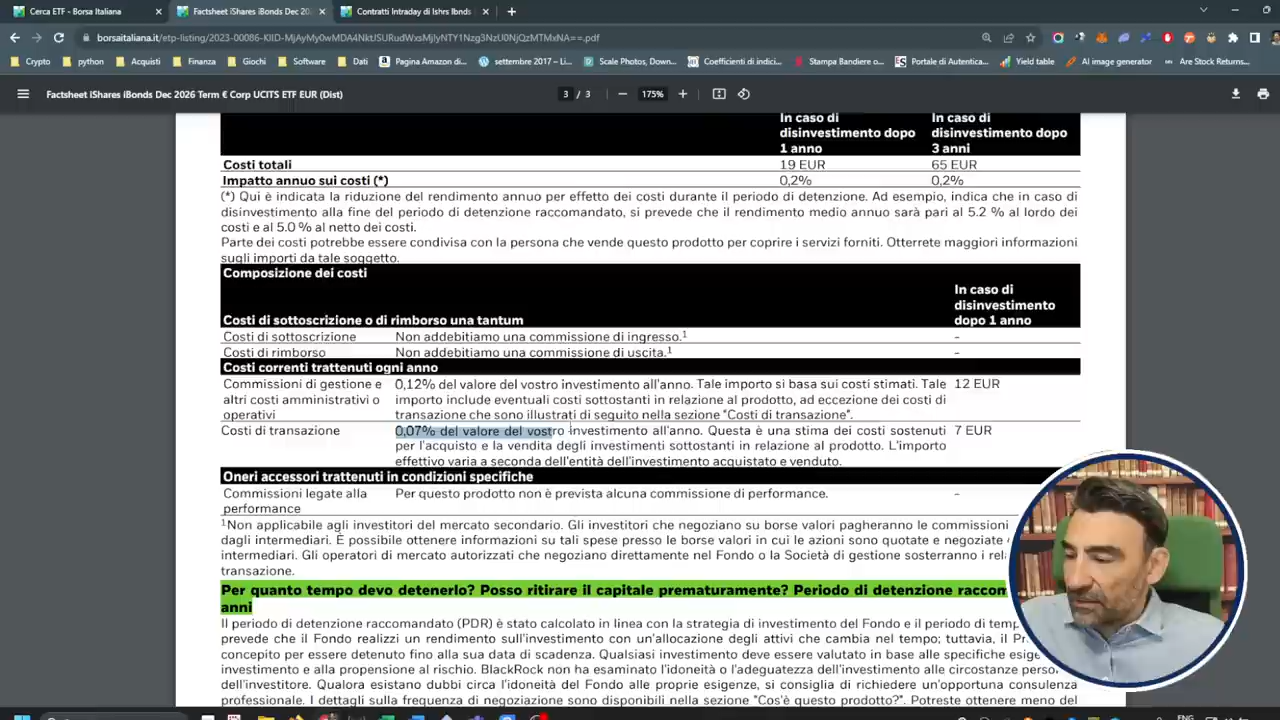 Cerca ETF - Borsa Italiana
Factsheet iShares iBonds Dec 202
Contratti Intraday di Ishrs Ibnds
borsaitaliana.it/etp-listing/2023-00086-KIID-MjAyMy0wMDA4NktJSURudWxsMjIyNTY1Nzg3NzU0NjQzMTMxNA==.pdf
Crypto
python
Acquisti
Finanza
Giochi
Software
Dati
Pagina Amazon di...
settembre 2017 – Li...
Scale Photos, Down...
Coefficienti di indici...
Stampa Bandiere o...
Portale di Autentica...
Yield table
AI image generator
Are Stock Returns...
Factsheet iShares iBonds Dec 2026 Term € Corp UCITS ETF EUR (Dist)
3 / 3
175%
In caso di In caso di
disinvestimento dopo disinvestimento dopo
1 anno 3 anni
Costi totali 19 EUR 65 EUR
Impatto annuo sui costi (*) 0,2% 0,2%
(*) Qui è indicata la riduzione del rendimento annuo per effetto dei costi durante il periodo di detenzione. Ad esempio, indica che in caso di
disinvestimento alla fine del periodo di detenzione raccomandato, si prevede che il rendimento medio annuo sarà pari al 5.2 % al lordo dei
costi e al 5.0 % al netto dei costi.
Parte dei costi potrebbe essere condivisa con la persona che vende questo prodotto per coprire i servizi forniti. Otterrete maggiori informazioni
sugli importi da tale soggetto.
Composizione dei costi
In caso di
disinvestimento
Costi di sottoscrizione o di rimborso una tantum dopo 1 anno
Costi di sottoscrizione Non addebitiamo una commissione di ingresso.¹ -
Costi di rimborso Non addebitiamo una commissione di uscita.¹ -
Costi correnti trattenuti ogni anno
Commissioni di gestione e 0,12% del valore del vostro investimento all'anno. Tale importo si basa sui costi stimati. Tale 12 EUR
altri costi amministrativi o importo include eventuali costi sottostanti in relazione al prodotto, ad eccezione dei costi di
operativi transazione che sono illustrati di seguito nella sezione "Costi di transazione".
Costi di transazione 0,07% del valore del vostro investimento all'anno. Questa è una stima dei costi sostenuti 7 EUR
per l'acquisto e la vendita degli investimenti sottostanti in relazione al prodotto. L'importo
effettivo varia a seconda dell'entità dell'investimento acquistato e venduto.
Oneri accessori trattenuti in condizioni specifiche
Commissioni legate alla Per questo prodotto non è prevista alcuna commissione di performance. -
performance
¹Non applicabile agli investitori del mercato secondario. Gli investitori che negoziano su borse valori pagheranno le commissioni
dagli intermediari. È possibile ottenere informazioni su tali spese presso le borse valori in cui le azioni sono quotate e negoziate
intermediari. Gli operatori di mercato autorizzati che negoziano direttamente nel Fondo o la Società di gestione sosterranno i
transazione.
Per quanto tempo devo detenerlo? Posso ritirare il capitale prematuramente? Periodo di detenzione raccom
anni
Il periodo di detenzione raccomandato (PDR) è stato calcolato in linea con la strategia di investimento del Fondo e il periodo di
prevede che il Fondo realizzi un rendimento sull'investimento con un'allocazione degli attivi che cambia nel tempo; tuttavia, il
concepito per essere detenuto fino alla sua data di scadenza. Qualsiasi investimento deve essere valutato in base alle specifiche
investimento e alla propensione al rischio. BlackRock non ha esaminato l'idoneità o l'adeguatezza dell'investimento alle circostanze
dell'investitore. Qualora esistano dubbi circa l'idoneità del Fondo alle proprie esigenze, si consiglia di richiedere un'opportuna consulenza
professionale. I dettagli sulla frequenza di negoziazione sono disponibili nella sezione "Cos'è questo prodotto?". Potreste ottenere meno del
ENG